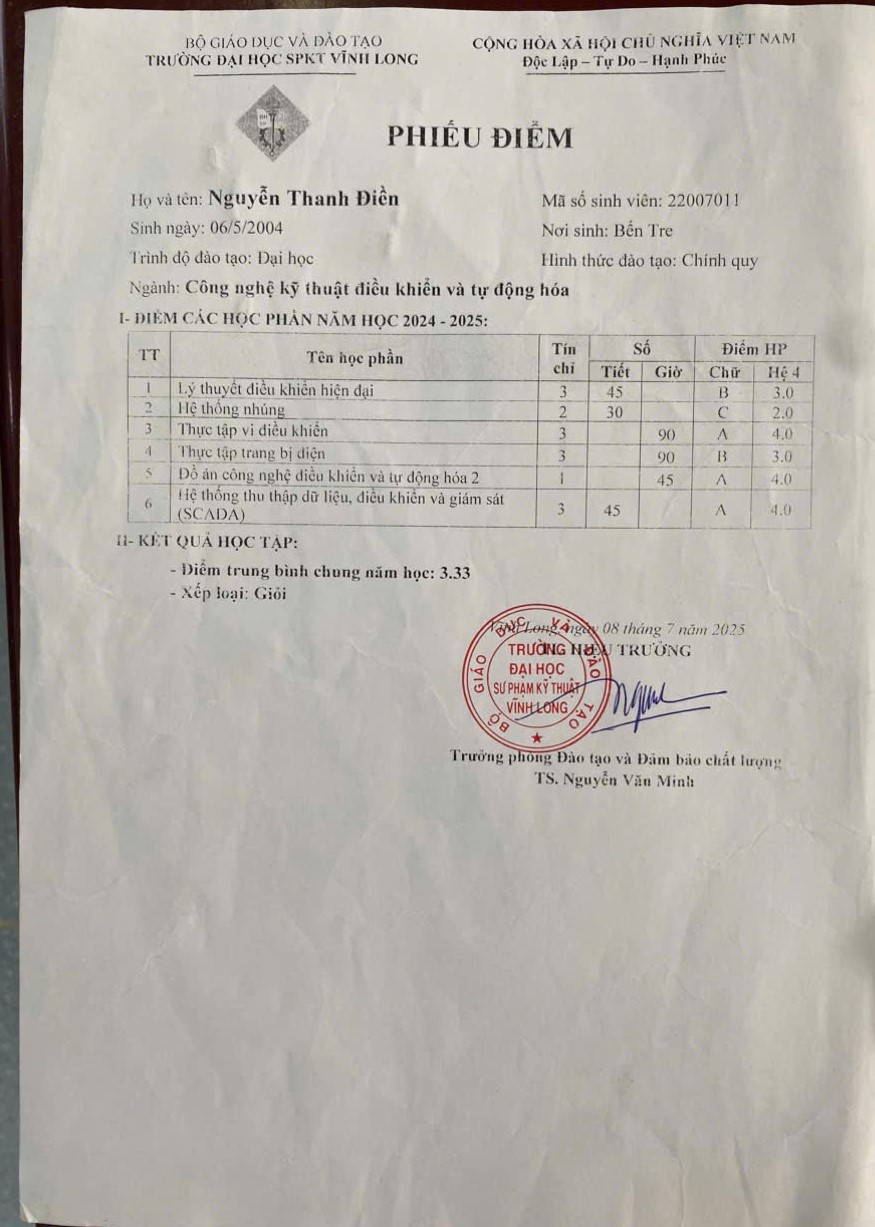 BỘ GIÁO DỤC VÀ ĐÀO TẠO
TRƯỜNG ĐẠI HỌC SPKT VĨNH LONG
CỘNG HÒA XÃ HỘI CHỦ NGHĨA VIỆT NAM
Độc Lập – Tự Do – Hạnh Phúc
PHIẾU ĐIỂM
Họ và tên: Nguyễn Thanh Điền
Mã số sinh viên: 22007011
Sinh ngày: 06/5/2004
Nơi sinh: Bến Tre
Trình độ đào tạo: Đại học
Hình thức đào tạo: Chính quy
Ngành: Công nghệ kỹ thuật điều khiển và tự động hóa
I- ĐIỂM CÁC HỌC PHẦN NĂM HỌC 2024 - 2025:
TT Tên học phần Tín chỉ Số Điểm HP
Tiết Giờ Chữ Hệ 4
1 Lý thuyết điều khiển hiện đại 3 45 B 3.0
2 Hệ thống nhúng 2 30 C 2.0
3 Thực tập vi điều khiển 3 90 A 4.0
4 Thực tập trang bị điện 3 90 B 3.0
5 Đồ án công nghệ điều khiển và tự động hóa 2 1 45 A 4.0
6 Hệ thống thu thập dữ liệu, điều khiển và giám sát
(SCADA) 3 45 A 4.0
II- KẾT QUẢ HỌC TẬP:
- Điểm trung bình chung năm học: 3.33
- Xếp loại: Giỏi
Vĩnh Long, ngày 08 tháng 7 năm 2025
TL. HIỆU TRƯỞNG
BỘ GIÁO DỤC VÀ ĐÀO TẠO
TRƯỜNG
ĐẠI HỌC
SƯ PHẠM KỸ THUẬT
VĨNH LONG
Trưởng phòng Đào tạo và Đảm bảo chất lượng
TS. Nguyễn Văn Minh